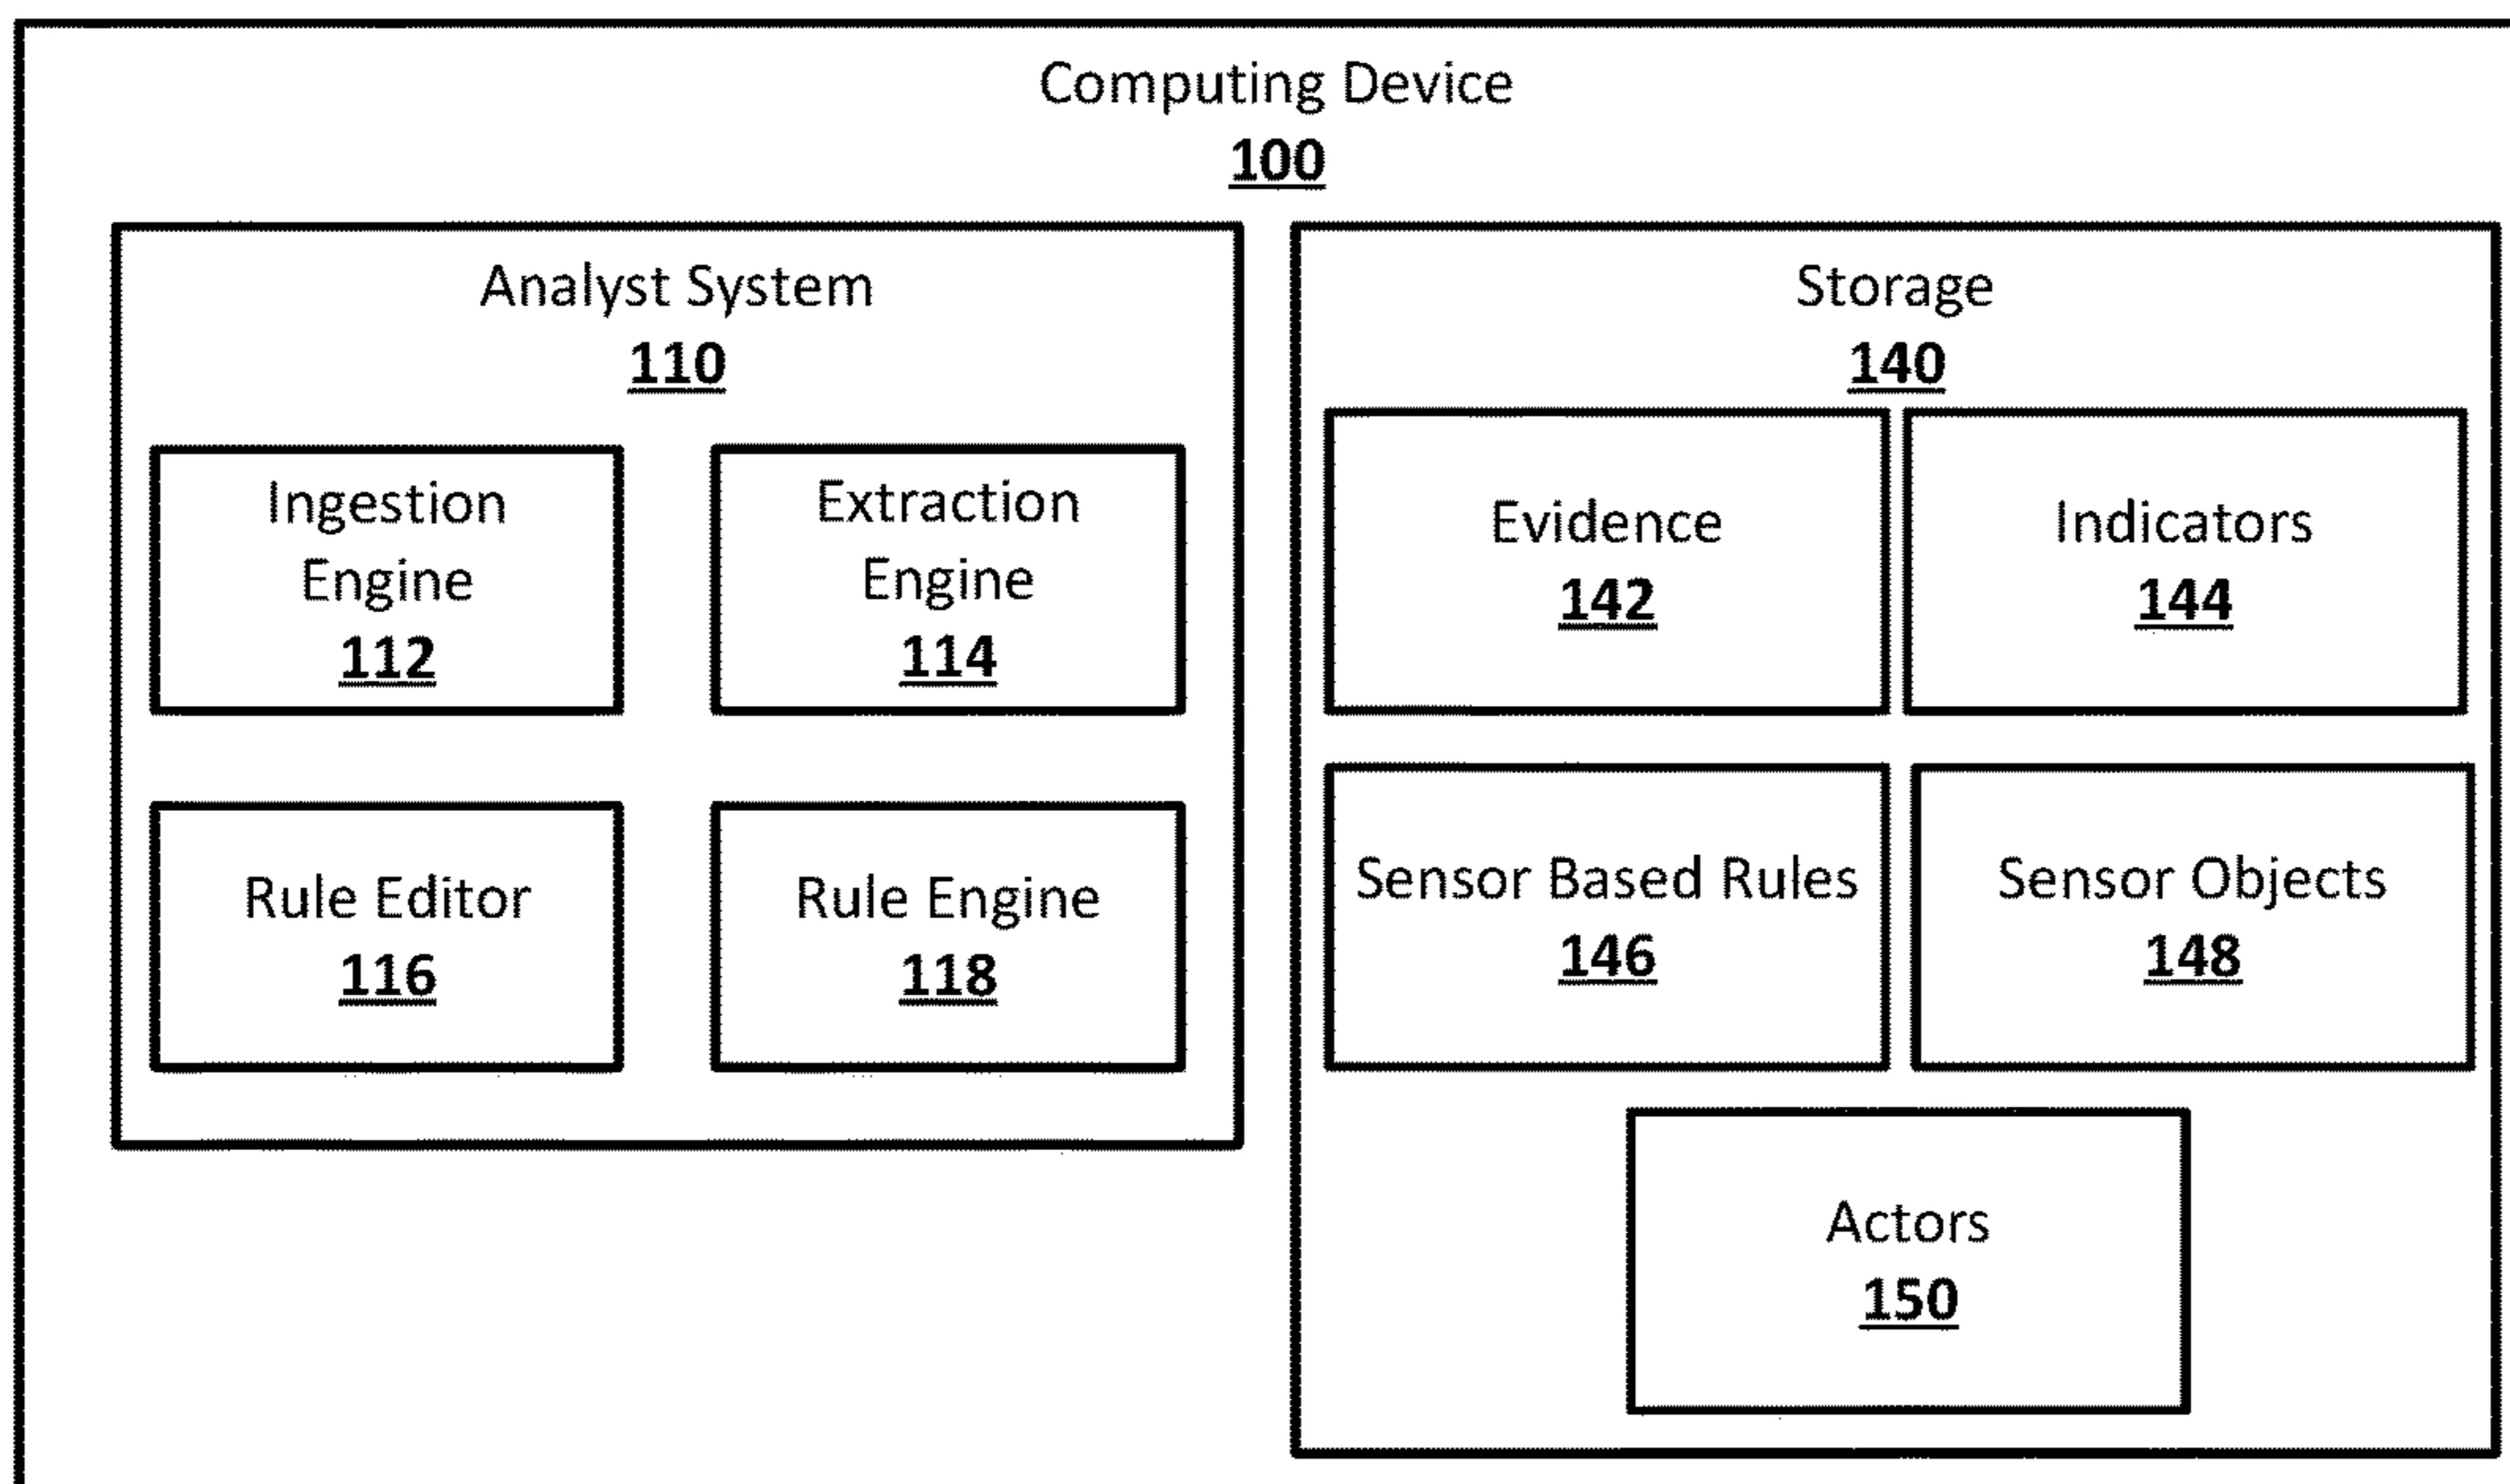 Computing Device
100
Analyst System
110
Ingestion
Engine
112
Extraction
Engine
114
Rule Editor
116
Rule Engine
118
Storage
140
Evidence
142
Indicators
144
Sensor Based Rules
146
Sensor Objects
148
Actors
150